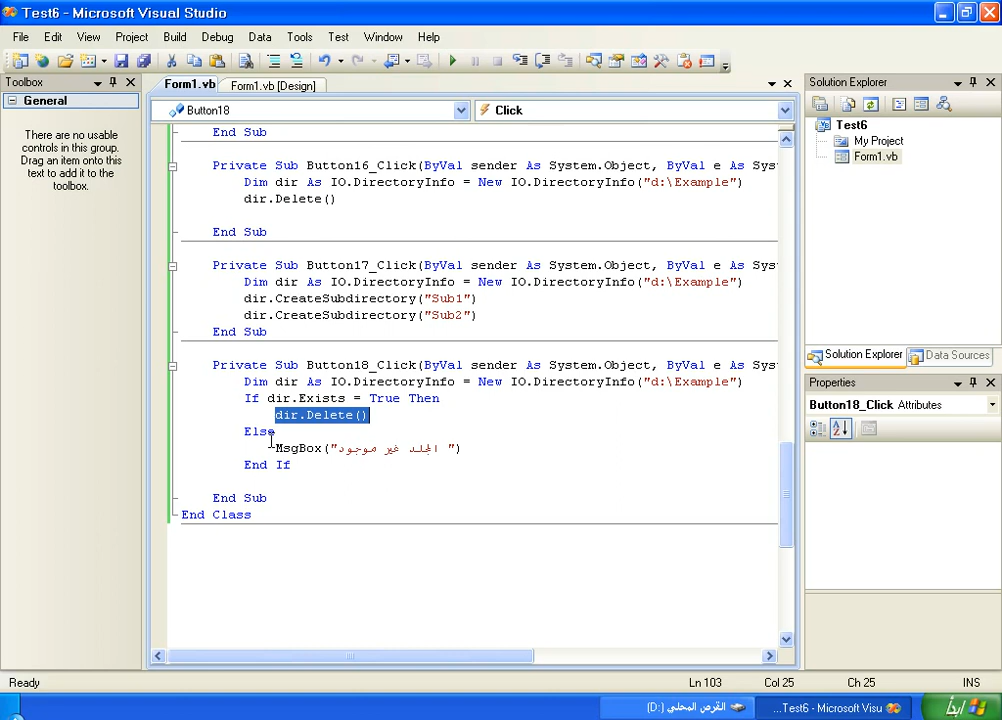 Test6 - Microsoft Visual Studio
File Edit View Project Build Debug Data Tools Test Window Help
Toolbox
General
There are no usable
controls in this group.
Drag an item onto this
text to add it to the
toolbox.
Form1.vb
Form1.vb [Design]
Button18
Click
End Sub
Private Sub Button16_Click(ByVal sender As System.Object, ByVal e As Sys
Dim dir As IO.DirectoryInfo = New IO.DirectoryInfo("d:\Example")
dir.Delete()
End Sub
Private Sub Button17_Click(ByVal sender As System.Object, ByVal e As Sys
Dim dir As IO.DirectoryInfo = New IO.DirectoryInfo("d:\Example")
dir.CreateSubdirectory("Sub1")
dir.CreateSubdirectory("Sub2")
End Sub
Private Sub Button18_Click(ByVal sender As System.Object, ByVal e As Sys
Dim dir As IO.DirectoryInfo = New IO.DirectoryInfo("d:\Example")
If dir.Exists = True Then
dir.Delete()
Else
MsgBox("المجلد غير موجود ")
End If
End Sub
End Class
Solution Explorer
Test6
My Project
Form1.vb
Solution Explorer
Data Sources
Properties
Button18_Click Attributes
Ready
Ln 103
Col 25
Ch 25
INS
القرص المحلي (D:)
...Test6 - Microsoft Visu
ابدأ